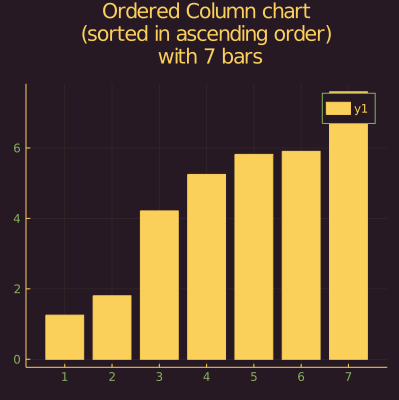 Ordered Column chart
(sorted in ascending order)
with 7 bars
y1
6
4
2
0
1 2 3 4 5 6 7